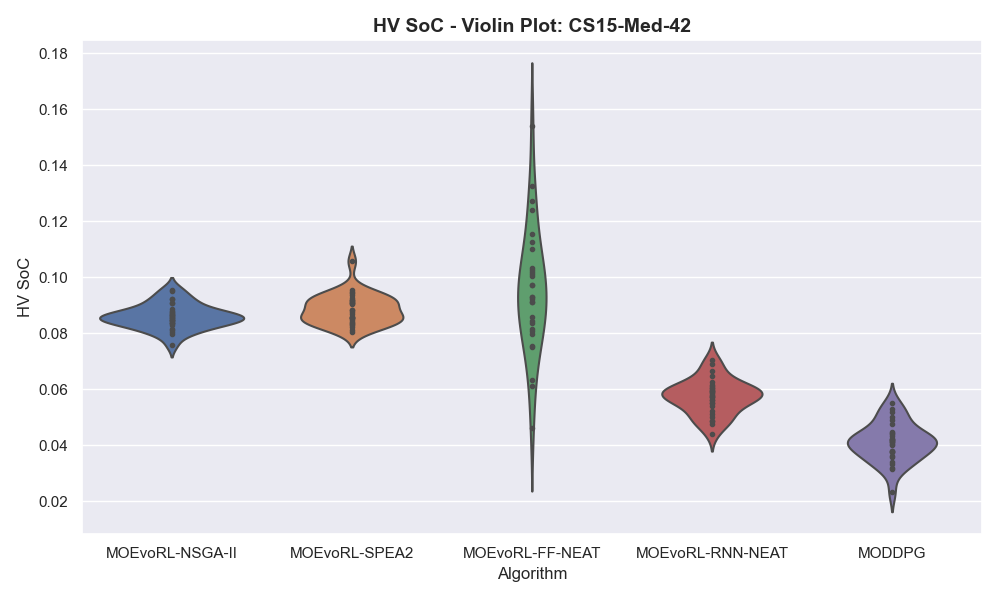 HV SoC - Violin Plot: CS15-Med-42
0.18
0.16
0.14
0.12
0.10
0.08
0.06
0.04
0.02
HV SoC
MOEvoRL-NSGA-II
MOEvoRL-SPEA2
MOEvoRL-FF-NEAT
MOEvoRL-RNN-NEAT
MODDPG
Algorithm